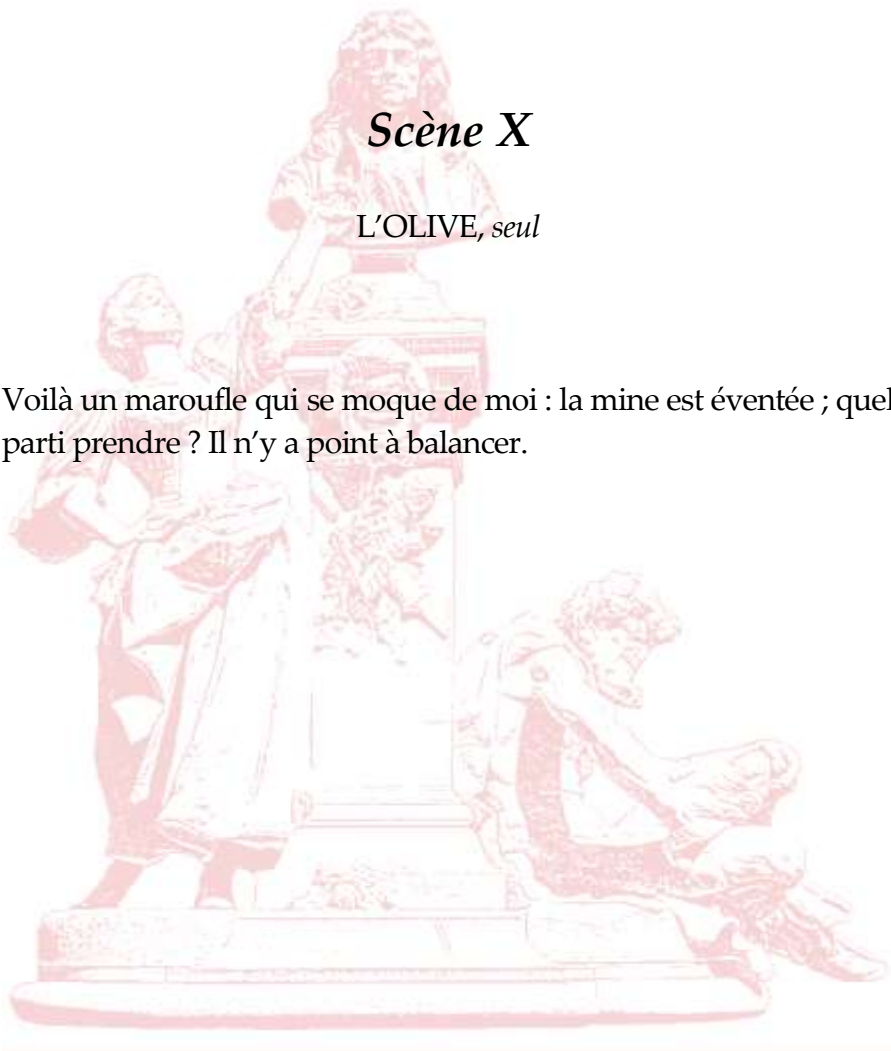 Scène X
L’OLIVE, seul
Voilà un maroufle qui se moque de moi : la mine est éventée ; quel
parti prendre ? Il n’y a point à balancer.